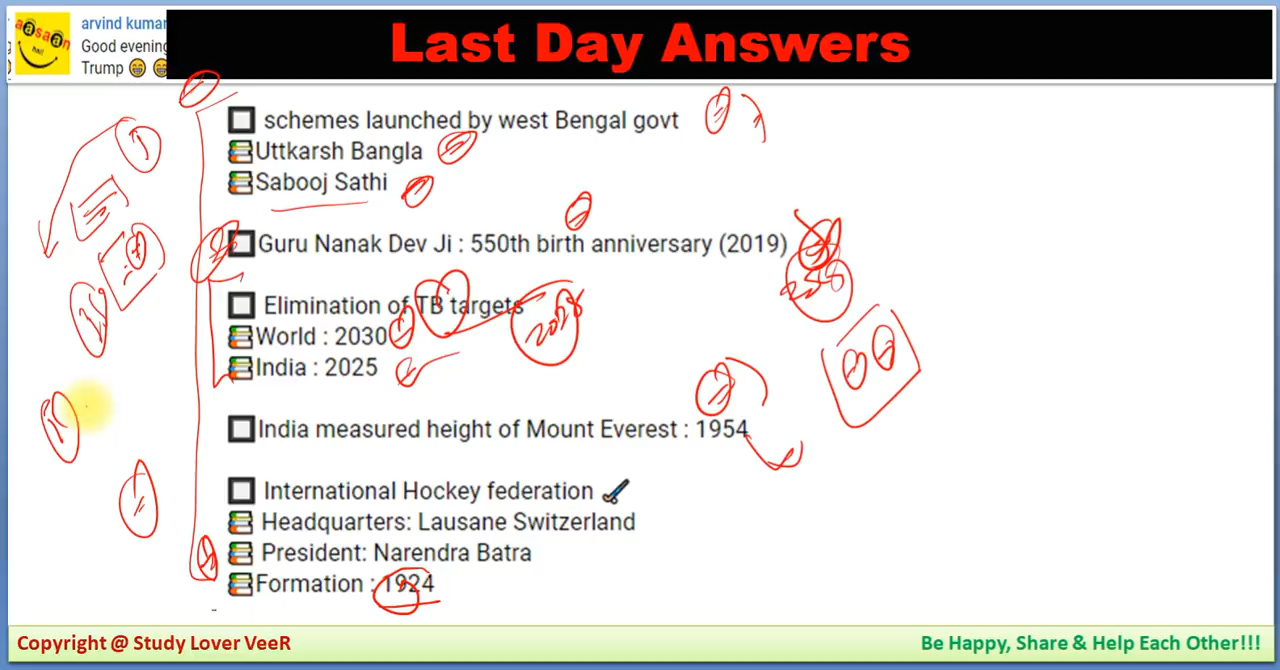 aasaan
hai!
arvind kumar
Good evening
Trump 😁 😁
Last Day Answers
schemes launched by west Bengal govt
📚Uttkarsh Bangla
📚Sabooj Sathi
Guru Nanak Dev Ji : 550th birth anniversary (2019)
Elimination of TB targets
📚World : 2030
📚India : 2025
India measured height of Mount Everest : 1954
International Hockey federation 🏑
📚 Headquarters: Lausane Switzerland
📚 President: Narendra Batra
📚Formation : 1924
Copyright @ Study Lover VeeR
Be Happy, Share & Help Each Other!!!